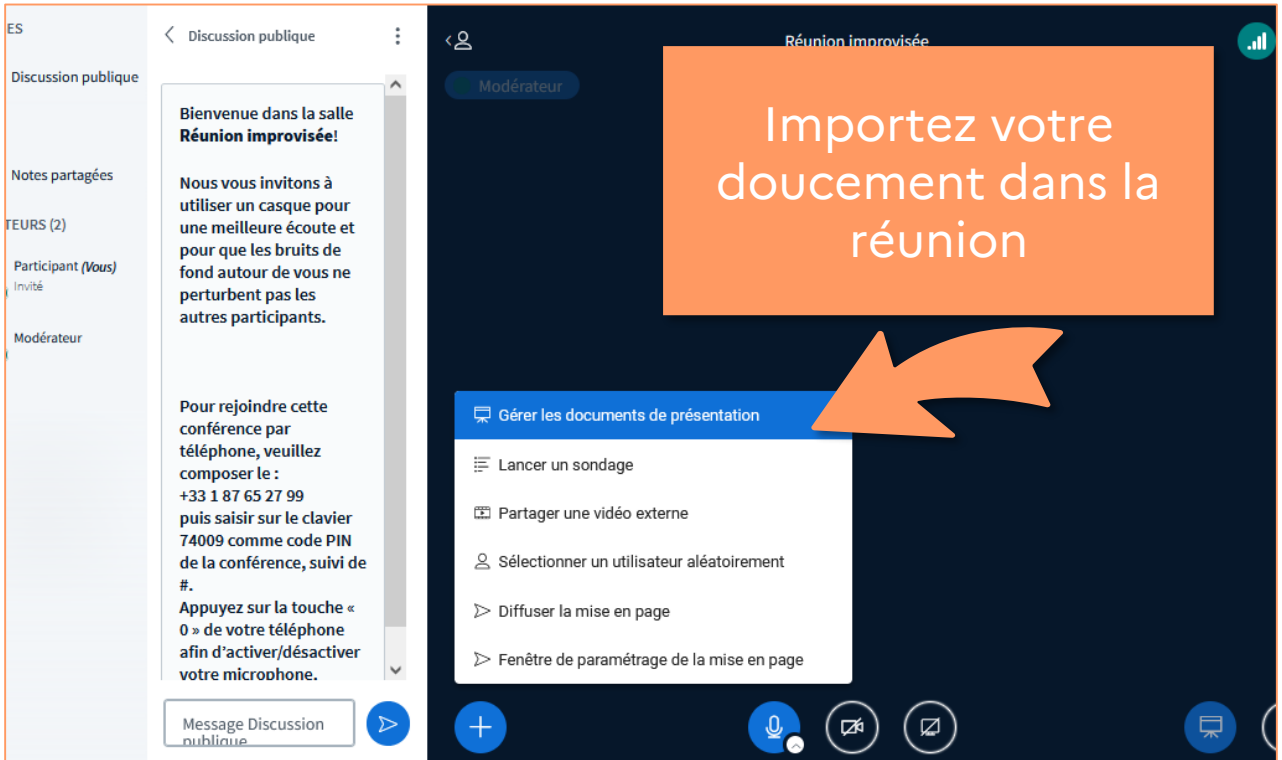 ES
Discussion publique
Notes partagées
TEURS (2)
Participant (Vous)
Invité
Modérateur
Discussion publique
Bienvenue dans la salle
Réunion improvisée!
Nous vous invitons à
utiliser un casque pour
une meilleure écoute et
pour que les bruits de
fond autour de vous ne
perturbent pas les
autres participants.
Pour rejoindre cette
conférence par
téléphone, veuillez
composer le :
+33 1 87 65 27 99
puis saisir sur le clavier
74009 comme code PIN
de la conférence, suivi de
#.
Appuyez sur la touche «
0 » de votre téléphone
afin d'activer/désactiver
votre microphone.
Message Discussion
publique
Réunion improvisée
Modérateur
Importez votre
doucement dans la
réunion
Gérer les documents de présentation
Lancer un sondage
Partager une vidéo externe
Sélectionner un utilisateur aléatoirement
Diffuser la mise en page
Fenêtre de paramétrage de la mise en page